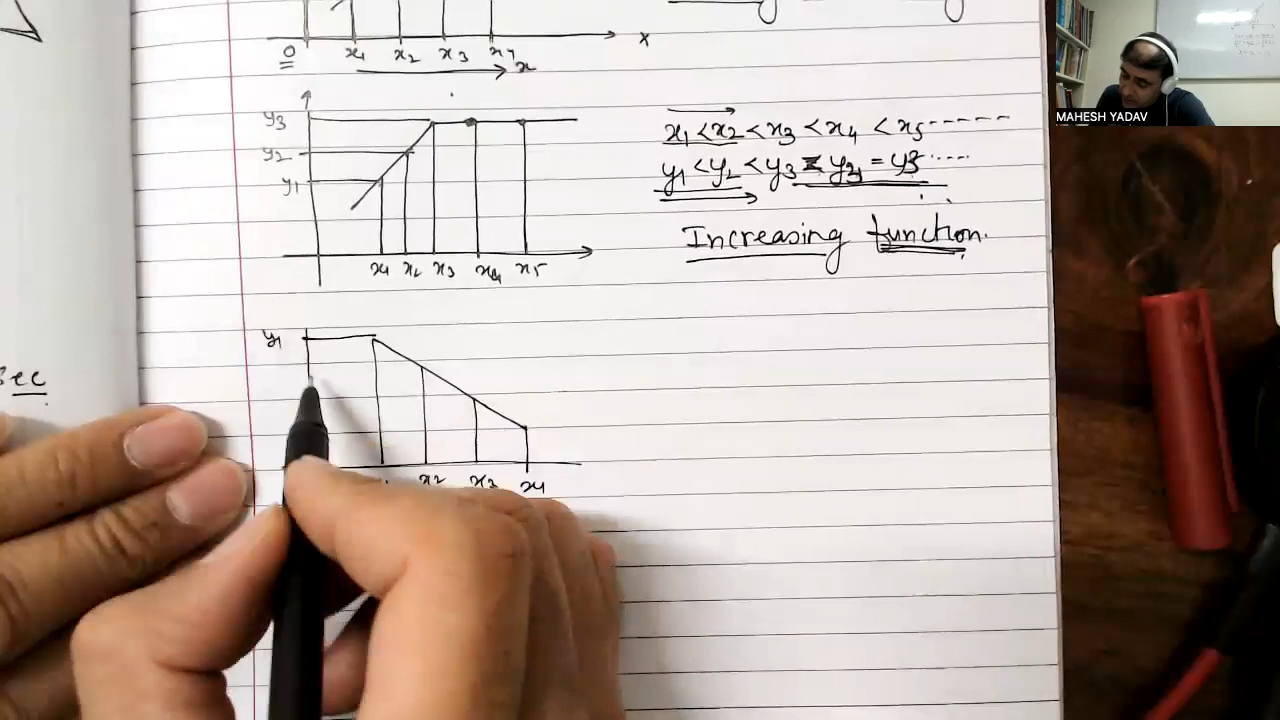 0 x1 x2 x3 x4 x
x
MAHESH YADAV
y3
y2
y1
x1 x2 x3 x4 x5
x1 < x2 < x3 < x4 < x5 ------
y1 < y2 < y3 = y4 = y5 ----
Increasing function.
y1
x2 x3 x4
Sec